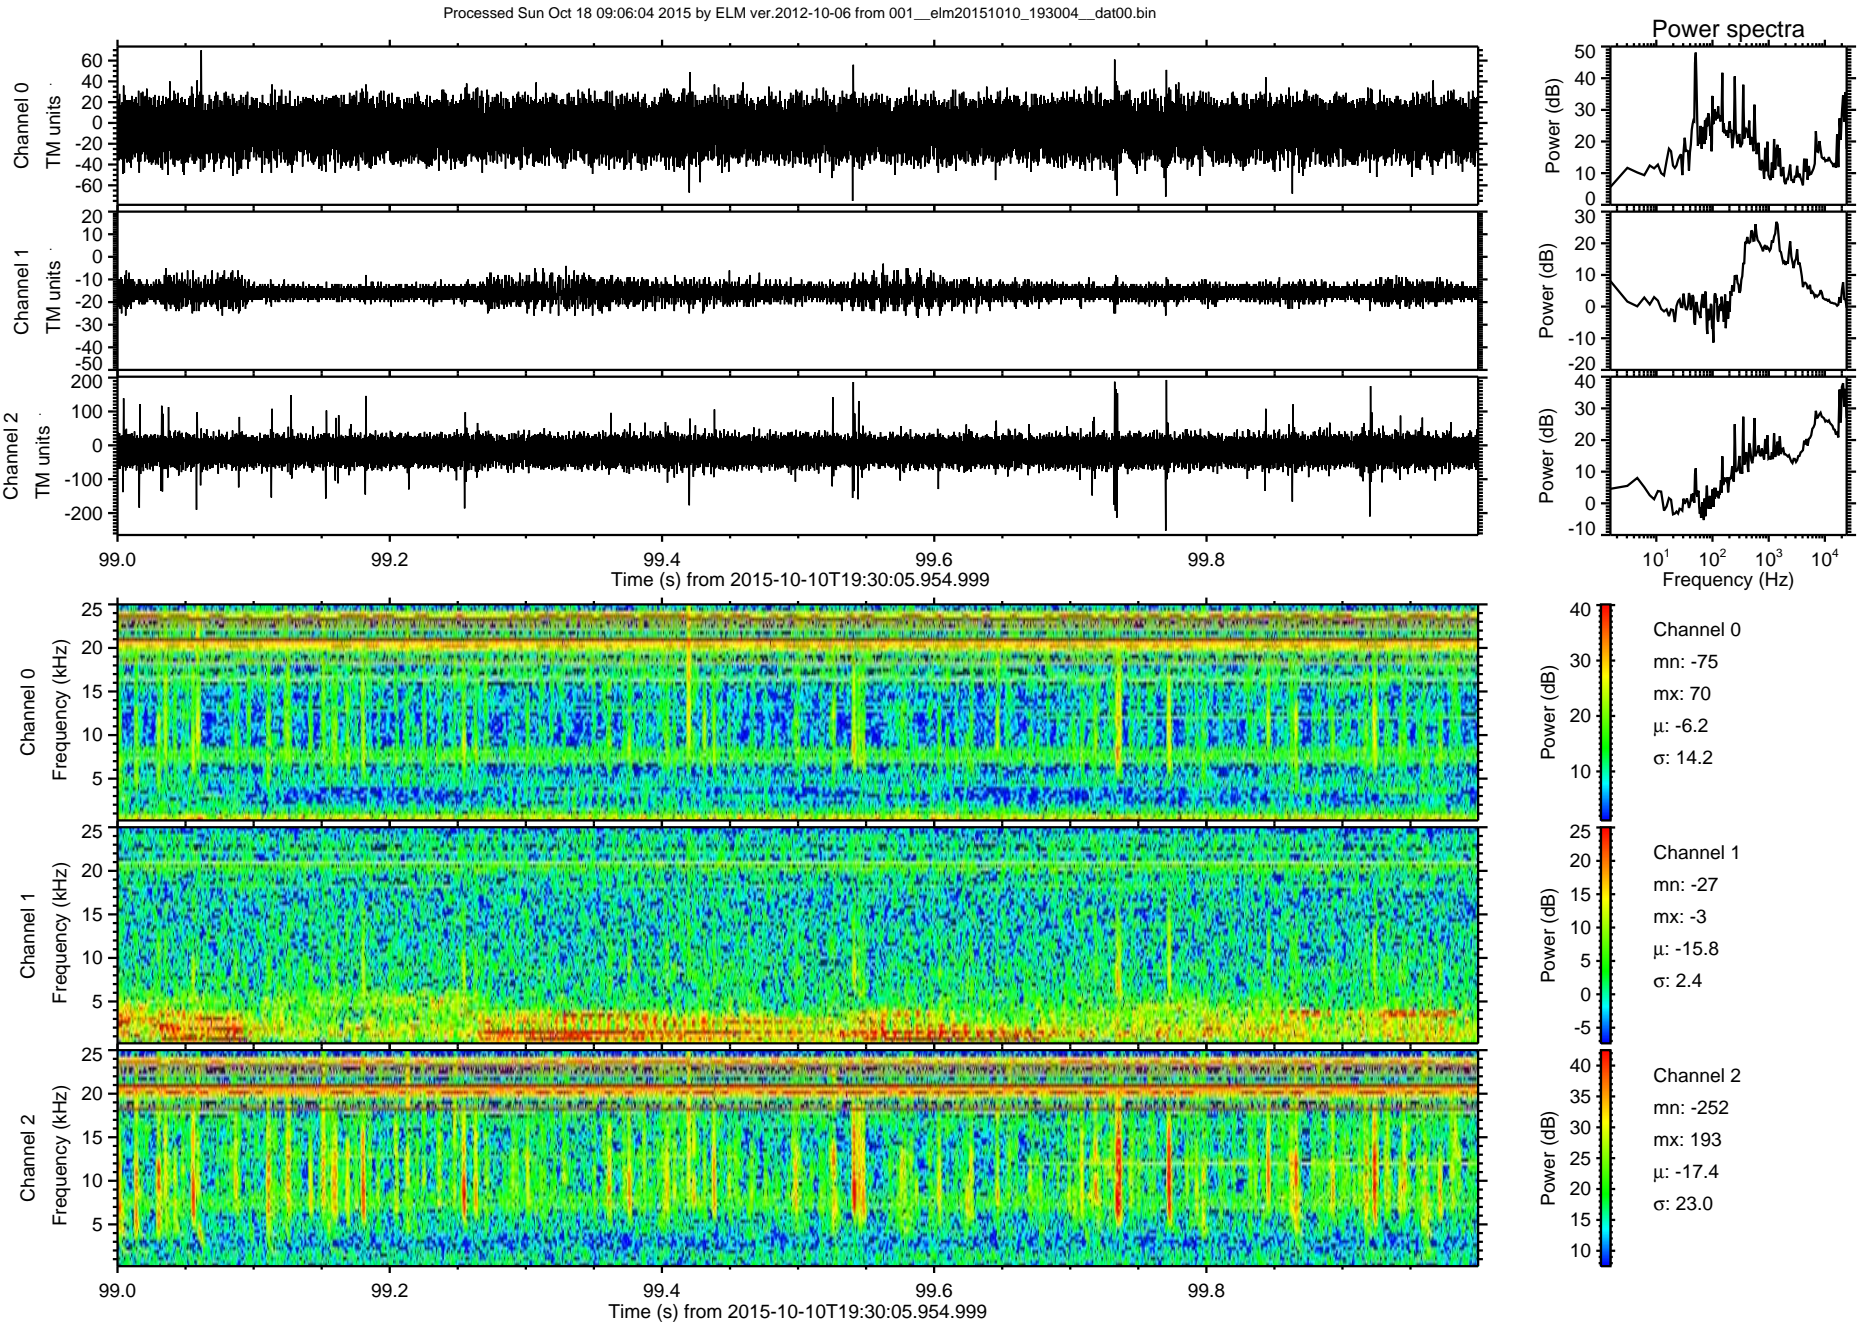 Processed Sun Oct 18 09:06:04 2015 by ELM ver.2012-10-06 from 001__elm20151010_193004__dat00.bin
Power spectra
Channel 0
TM units
60
40
20
0
-20
-40
-60
Power (dB)
50
40
30
20
10
0
Channel 1
TM units
20
10
0
-10
-20
-30
-40
-50
Power (dB)
30
20
10
0
-10
-20
Channel 2
TM units
200
100
0
-100
-200
Power (dB)
40
30
20
10
0
-10
99.0 99.2 99.4 99.6 99.8
Time (s) from 2015-10-10T19:30:05.954.999
10^1 10^2 10^3 10^4
Frequency (Hz)
Channel 0
Frequency (kHz)
25
20
15
10
5
Power (dB)
40
30
20
10
Channel 0
mn: -75
mx: 70
μ: -6.2
σ: 14.2
Channel 1
Frequency (kHz)
25
20
15
10
5
Power (dB)
25
20
15
10
5
0
-5
Channel 1
mn: -27
mx: -3
μ: -15.8
σ: 2.4
Channel 2
Frequency (kHz)
25
20
15
10
5
Power (dB)
40
35
30
25
20
15
10
Channel 2
mn: -252
mx: 193
μ: -17.4
σ: 23.0
99.0 99.2 99.4 99.6 99.8
Time (s) from 2015-10-10T19:30:05.954.999